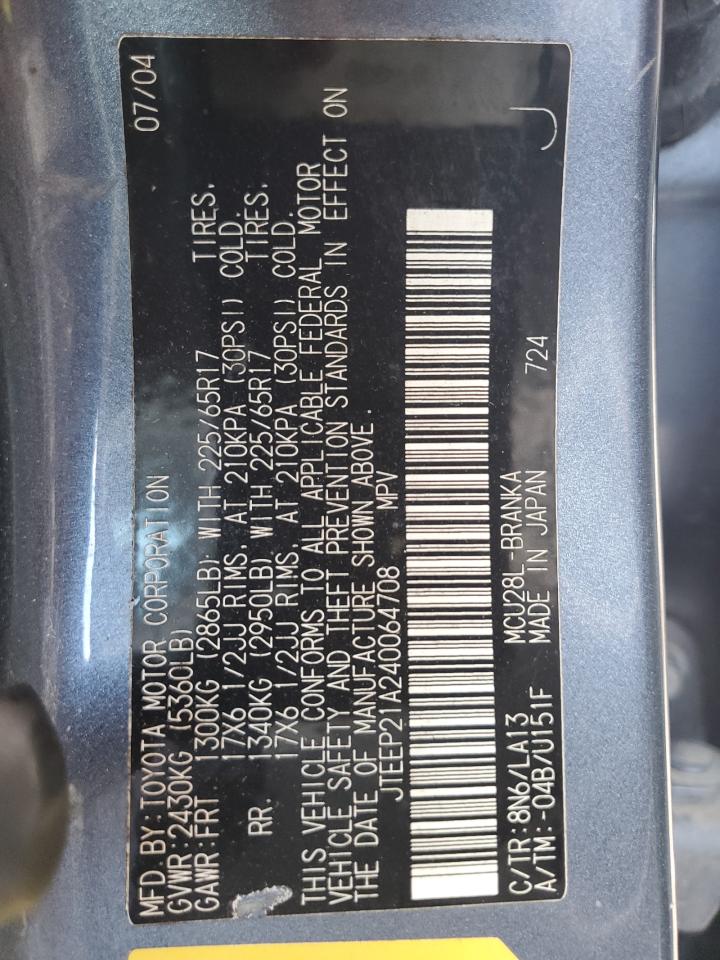 MFD.BY:TOYOTA MOTOR CORPORATION 07/04
GVWR:2430KG (5360LB)
GAWR:FRT 1300KG (2865LB) WITH 225/65R17 TIRES.
17X6 1/2JJ RIMS, AT 210KPA (30PSI) COLD.
RR. 1340KG (2950LB) WITH 225/65R17 TIRES.
17X6 1/2JJ RIMS, AT 210KPA (30PSI) COLD.
THIS VEHICLE CONFORMS TO ALL APPLICABLE FEDERAL MOTOR
VEHICLE SAFETY AND THEFT PREVENTION STANDARDS IN EFFECT ON
THE DATE OF MANUFACTURE SHOWN ABOVE.
JTEEP21A240064708 MPV
C/TR:8N6/LA13 MCU28L-BRANKA
A/TM:-04B/U151F MADE IN JAPAN 724
J